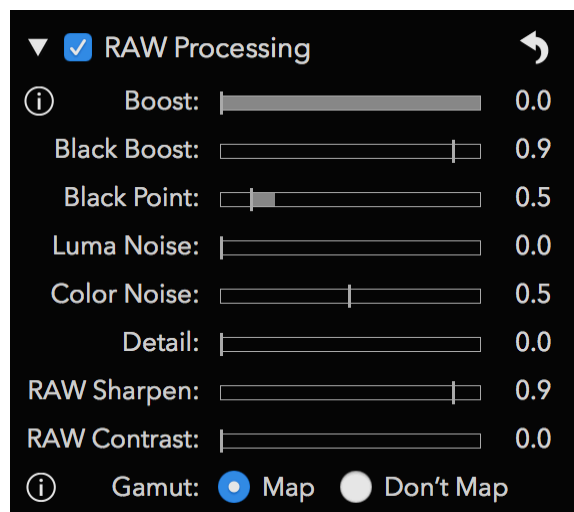 RAW Processing
Boost: 0.0
Black Boost: 0.9
Black Point: 0.5
Luma Noise: 0.0
Color Noise: 0.5
Detail: 0.0
RAW Sharpen: 0.9
RAW Contrast: 0.0
Gamut: Map Don't Map